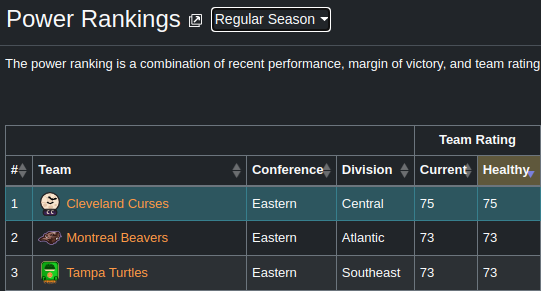 Power Rankings Regular Season
The power ranking is a combination of recent performance, margin of victory, and team rating
Team Rating
# Team Conference Division Current Healthy
1 Cleveland Curses Eastern Central 75 75
2 Montreal Beavers Eastern Atlantic 73 73
3 Tampa Turtles Eastern Southeast 73 73